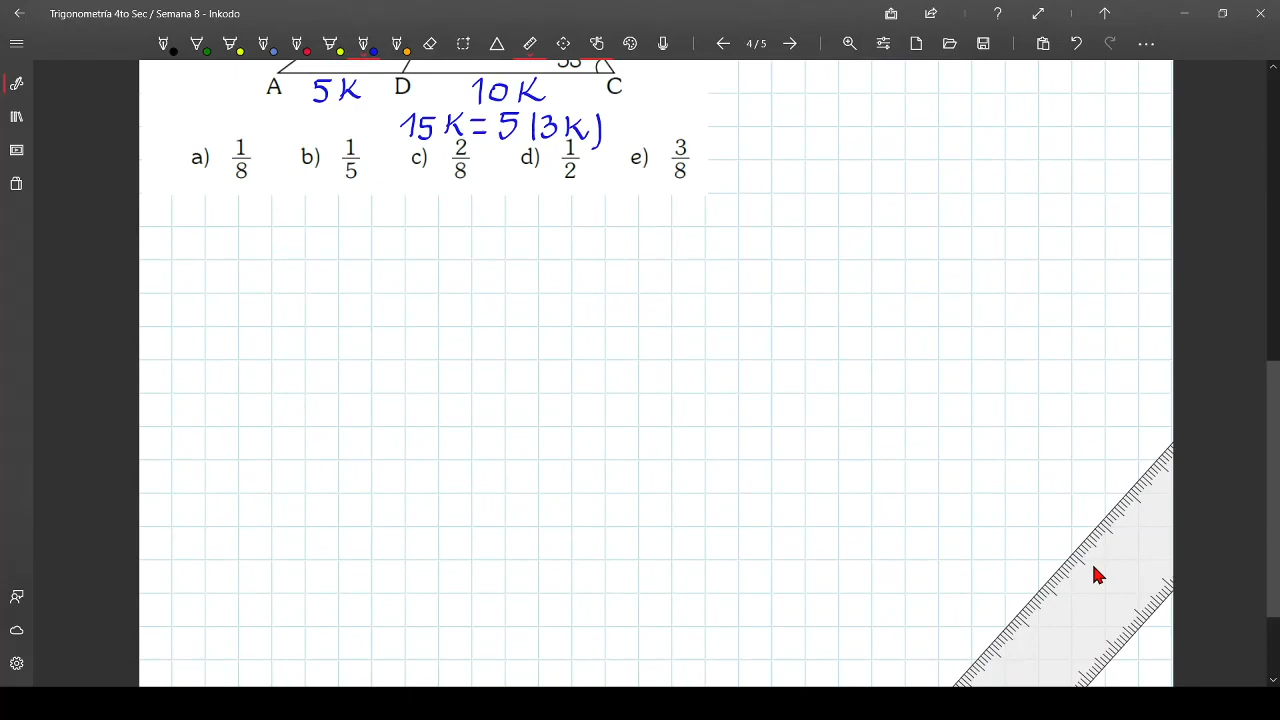 Trigonometría 4to Sec / Semana 8 - Inkodo
4 / 5
A 5K D 10K C
15K = 5(3K)
a) 1/8 b) 1/5 c) 2/8 d) 1/2 e) 3/8